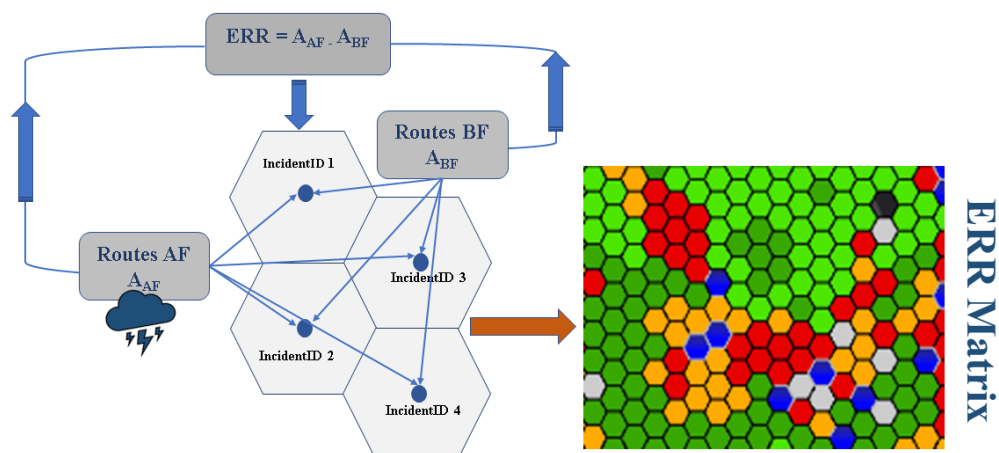 ERR = AAF - ABF
Routes BF
ABF
IncidentID 1
Routes AF
AAF
IncidentID 3
IncidentID 2
IncidentID 4
ERR Matrix